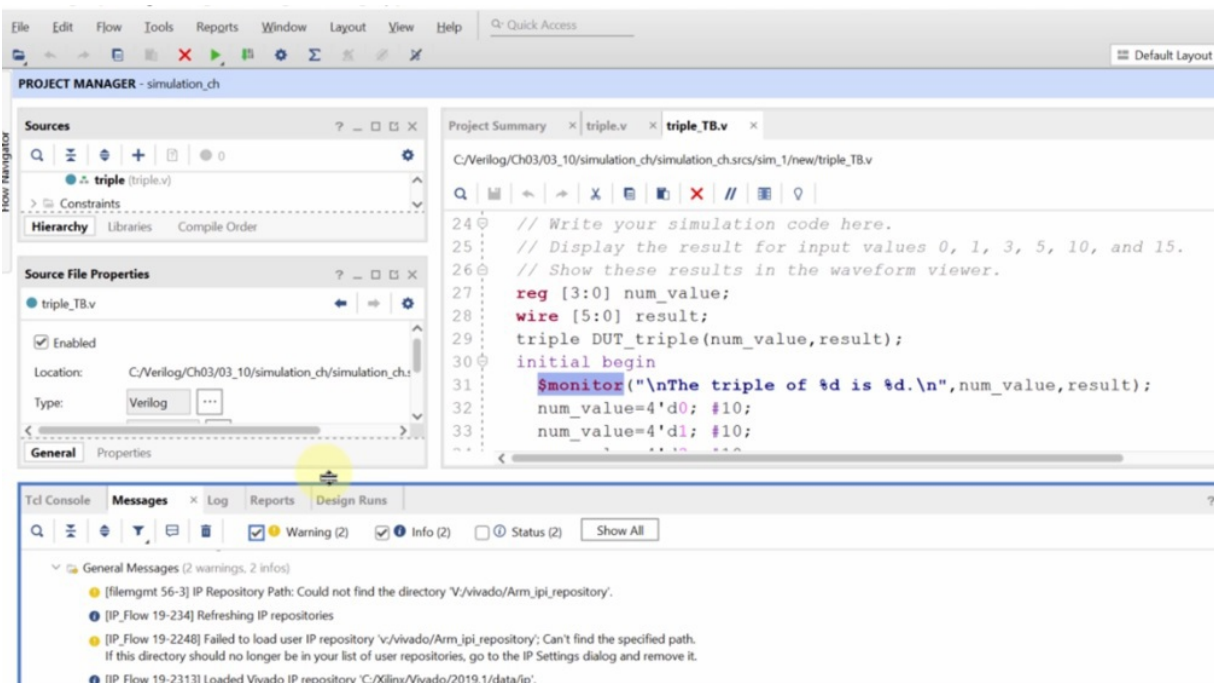 File Edit Flow Tools Reports Window Layout View Help Quick Access
Default Layout
PROJECT MANAGER - simulation_ch
Flow Navigator
Sources
0
triple (triple.v)
Constraints
Hierarchy Libraries Compile Order
Source File Properties
triple_TB.v
Enabled
Location: C:/Verilog/Ch03/03_10/simulation_ch/simulation_ch.s
Type: Verilog
General Properties
Project Summary triple.v triple_TB.v
C:/Verilog/Ch03/03_10/simulation_ch/simulation_ch.srcs/sim_1/new/triple_TB.v
24 // Write your simulation code here.
25 // Display the result for input values 0, 1, 3, 5, 10, and 15.
26 // Show these results in the waveform viewer.
27 reg [3:0] num_value;
28 wire [5:0] result;
29 triple DUT_triple(num_value,result);
30 initial begin
31 $monitor("\nThe triple of %d is %d.\n",num_value,result);
32 num_value=4'd0; #10;
33 num_value=4'd1; #10;
Tcl Console Messages Log Reports Design Runs
Warning (2) Info (2) Status (2) Show All
General Messages (2 warnings, 2 infos)
[filemgmt 56-3] IP Repository Path: Could not find the directory 'V:/vivado/Arm_ipi_repository'.
[IP_Flow 19-234] Refreshing IP repositories
[IP_Flow 19-2248] Failed to load user IP repository 'v:/vivado/Arm_ipi_repository'; Can't find the specified path.
If this directory should no longer be in your list of user repositories, go to the IP Settings dialog and remove it.
[IP_Flow 19-2313] Loaded Vivado IP repository 'C:/Xilinx/Vivado/2019.1/data/ip'.